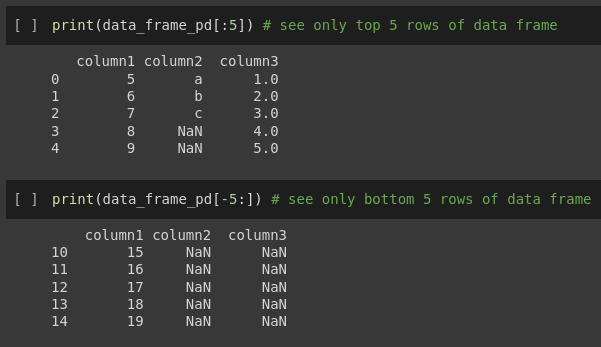 [ ] print(data_frame_pd[:5]) # see only top 5 rows of data frame
column1 column2 column3
0 5 a 1.0
1 6 b 2.0
2 7 c 3.0
3 8 NaN 4.0
4 9 NaN 5.0
[ ] print(data_frame_pd[-5:]) # see only bottom 5 rows of data frame
column1 column2 column3
10 15 NaN NaN
11 16 NaN NaN
12 17 NaN NaN
13 18 NaN NaN
14 19 NaN NaN